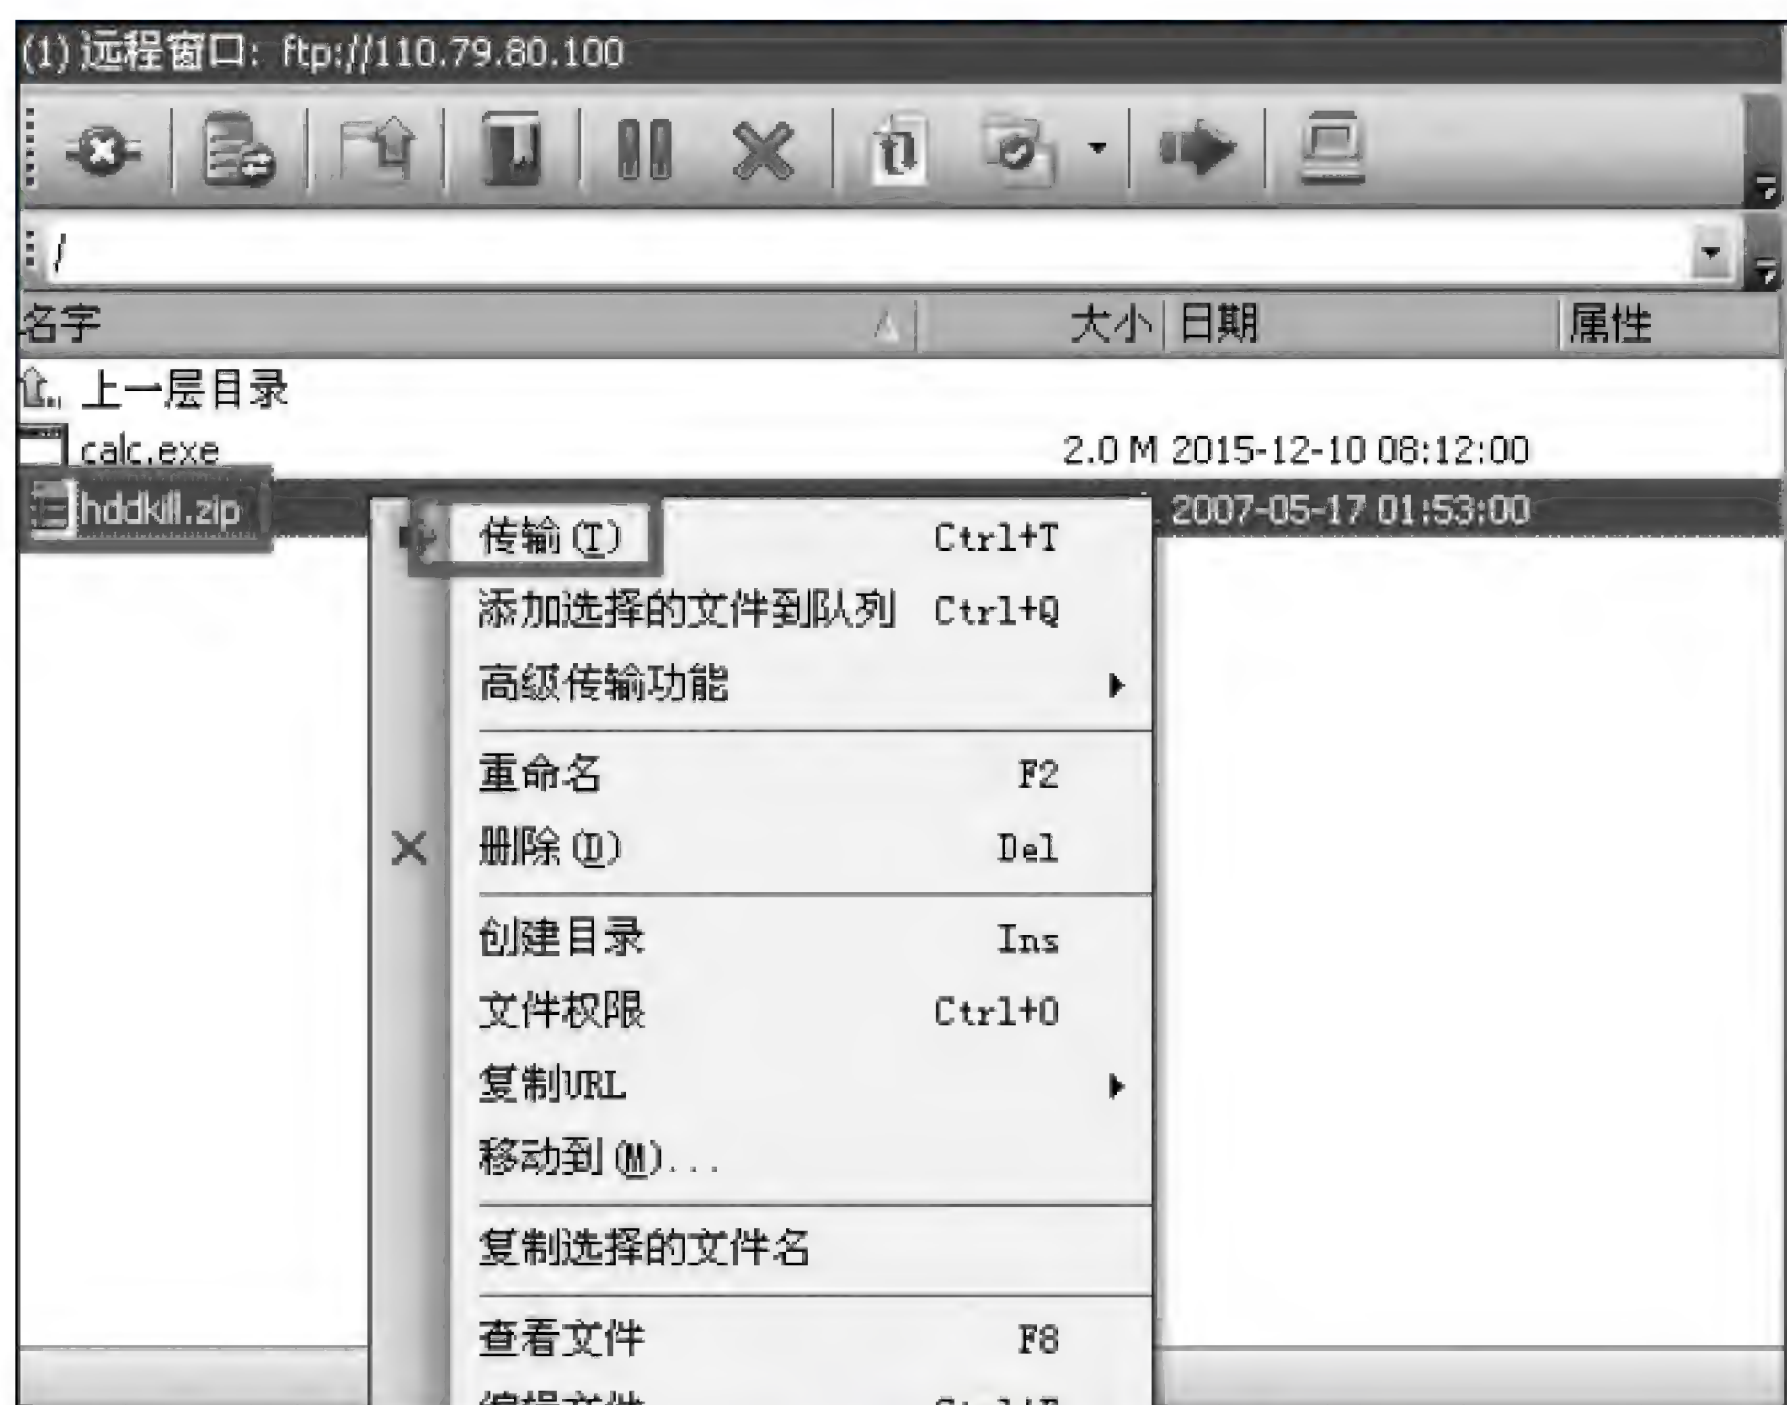 (1) 远程窗口: ftp://110.79.80.100
/
名字 大小 日期 属性
上一层目录
calc.exe 2.0 M 2015-12-10 08:12:00
hddkill.zip 2007-05-17 01:53:00
传输(T) Ctrl+T
添加选择的文件到队列 Ctrl+Q
高级传输功能
重命名 F2
删除(D) Del
创建目录 Ins
文件权限 Ctrl+O
复制URL
移动到(M)...
复制选择的文件名
查看文件 F8
编辑文件